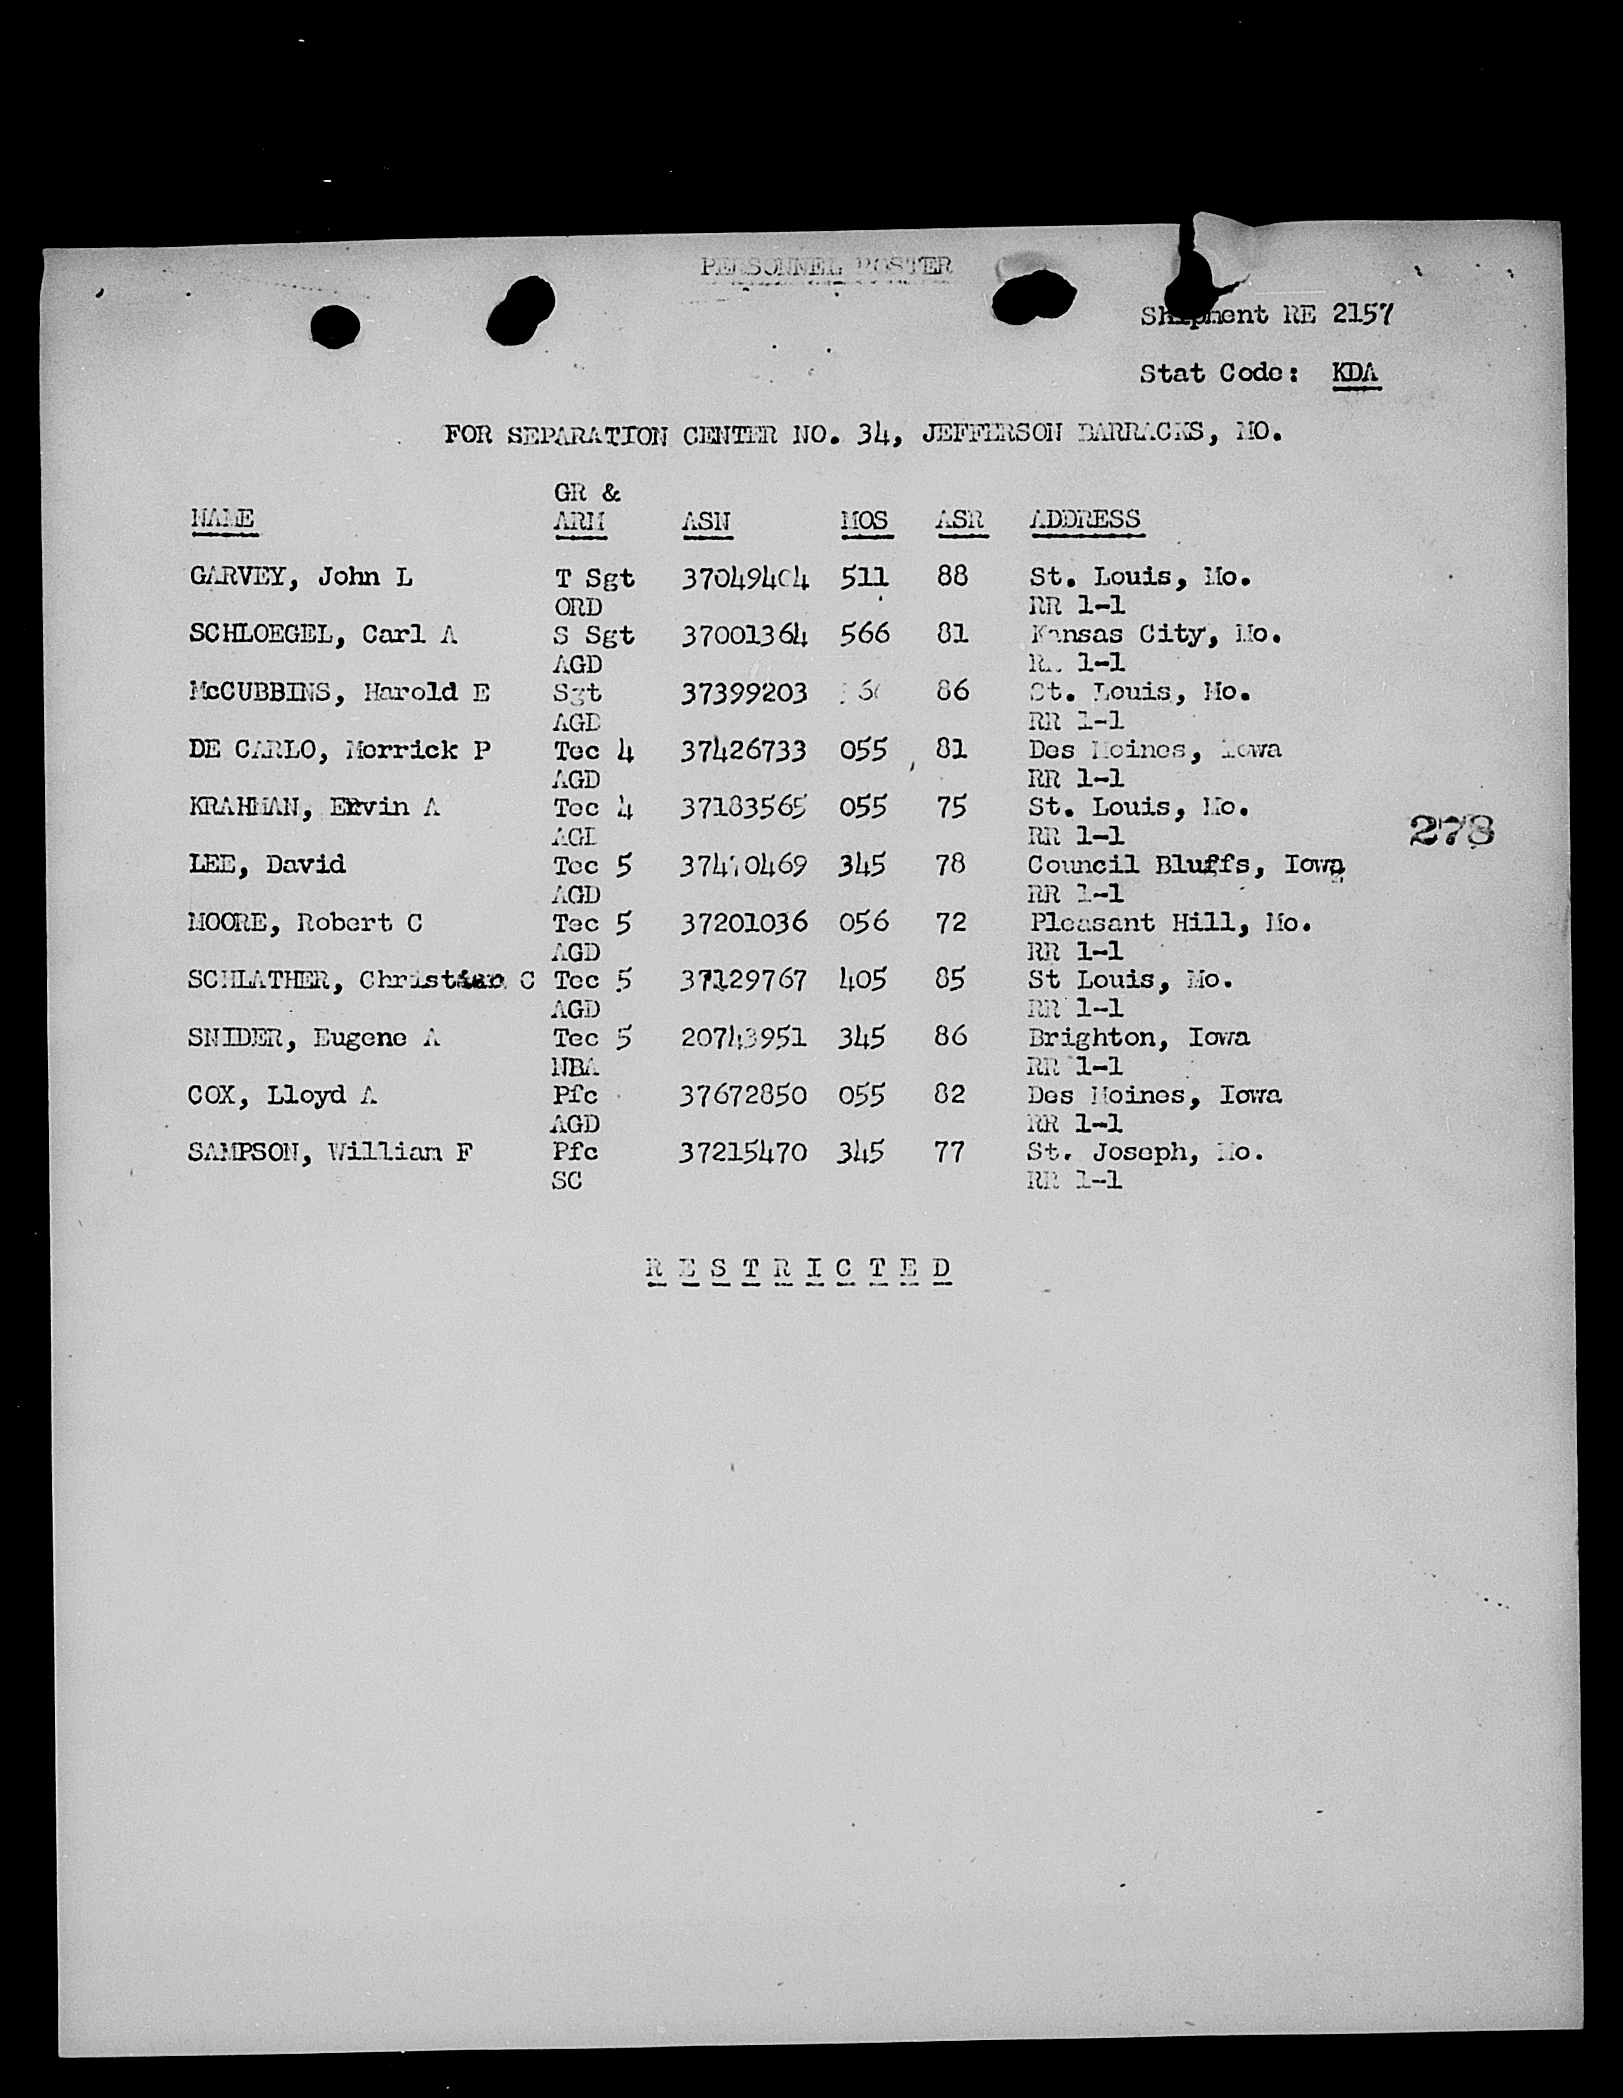 PERSONNEL ROSTER
Shipment RE 2157
Stat Code: KDA
FOR SEPARATION CENTER NO. 34, JEFFERSON BARRACKS, MO.
GR &
NAME ARM ASN MOS ASR ADDRESS
GARVEY, John L T Sgt 37049404 511 88 St. Louis, Mo.
ORD RR 1-1
SCHLOEGEL, Carl A S Sgt 37001364 566 81 Kansas City, Mo.
AGD RR 1-1
McCUBBINS, Harold E Sgt 37399203 86 St. Louis, Mo.
AGD RR 1-1
DE CARLO, Merrick P Tec 4 37426733 055 81 Des Moines, Iowa
AGD RR 1-1
KRAHMAN, Ervin A Tec 4 37183565 055 75 St. Louis, Mo.
AGD RR 1-1
278
LEE, David Tec 5 345 78 Council Bluffs, Iowa
AGD RR 1-1
MOORE, Robert C Tec 5 37201036 056 72 Pleasant Hill, Mo.
AGD RR 1-1
SCHLATHER, Christian C Tec 5 37129767 405 85 St Louis, Mo.
AGD RR 1-1
SNIDER, Eugene A Tec 5 20743951 345 86 Brighton, Iowa
NBA RR 1-1
COX, Lloyd A Pfc 37672850 055 82 Des Moines, Iowa
AGD RR 1-1
SAMPSON, William F Pfc 37215470 345 77 St. Joseph, Mo.
SC RR 1-1
R E S T R I C T E D